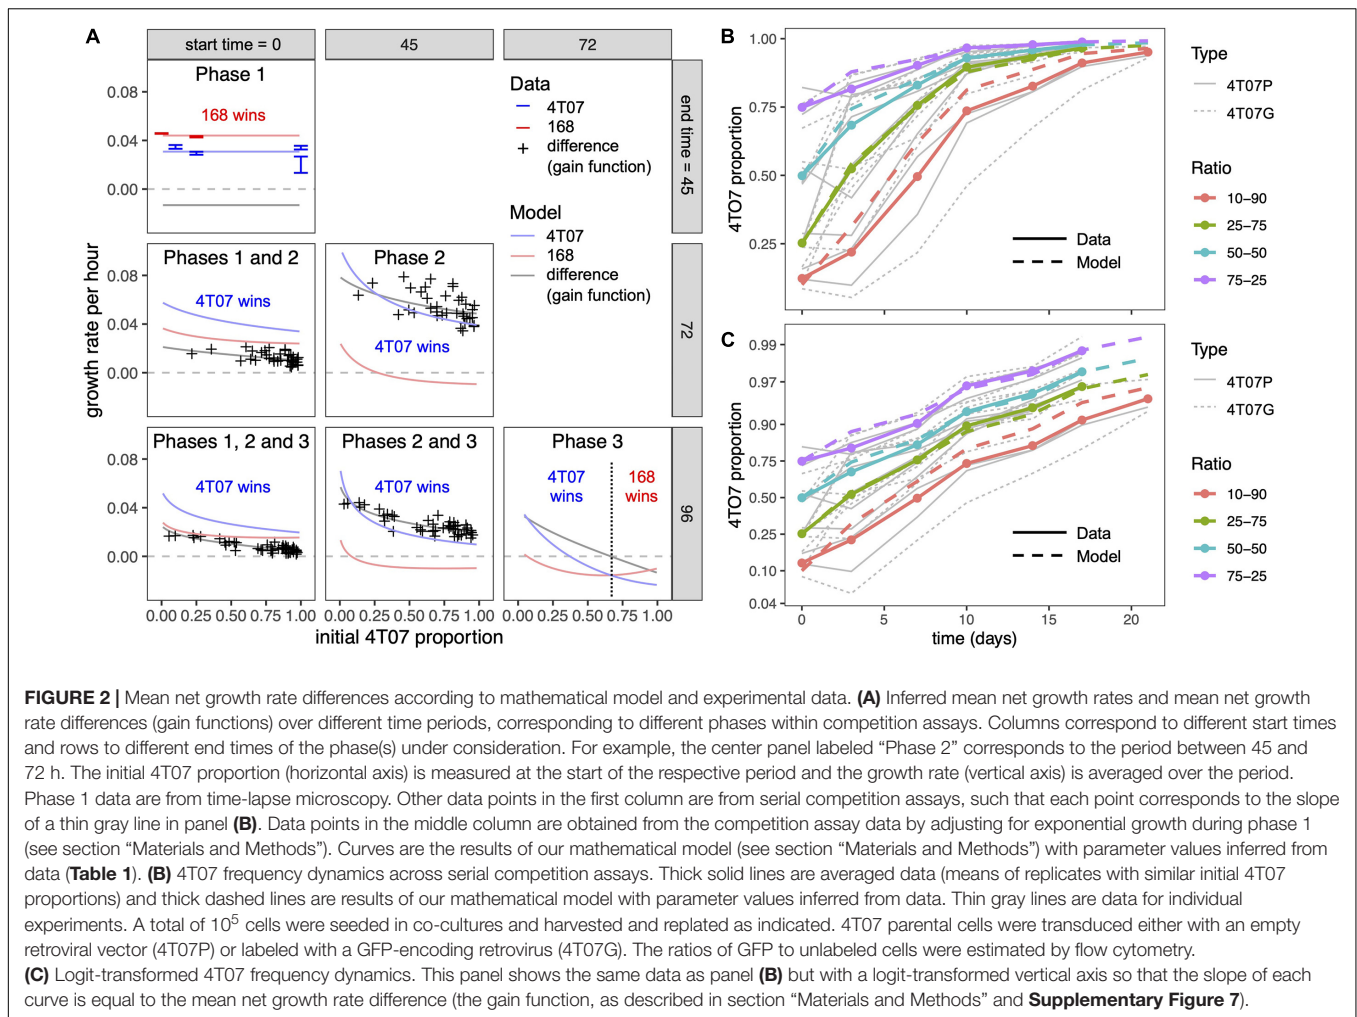 A
start time = 0
45
72
Phase 1
168 wins
0.08
0.04
0.00
Data
4T07
168
difference
(gain function)
end time = 45
Model
4T07
168
difference
(gain function)
growth rate per hour
Phases 1 and 2
4T07 wins
0.08
0.04
0.00
Phase 2
4T07 wins
72
Phases 1, 2 and 3
4T07 wins
0.08
0.04
0.00
Phases 2 and 3
4T07 wins
Phase 3
4T07
wins
168
wins
96
0.00 0.25 0.50 0.75 1.00
0.00 0.25 0.50 0.75 1.00
0.00 0.25 0.50 0.75 1.00
initial 4T07 proportion
B
1.00
0.75
0.50
0.25
4TO7 proportion
Data
Model
Type
4T07P
4T07G
Ratio
10–90
25–75
50–50
75–25
C
0.99
0.97
0.90
0.75
0.50
0.25
0.10
0.04
4TO7 proportion
Data
Model
0 5 10 15 20
time (days)
Type
4T07P
4T07G
Ratio
10–90
25–75
50–50
75–25
FIGURE 2 | Mean net growth rate differences according to mathematical model and experimental data. (A) Inferred mean net growth rates and mean net growth
rate differences (gain functions) over different time periods, corresponding to different phases within competition assays. Columns correspond to different start times
and rows to different end times of the phase(s) under consideration. For example, the center panel labeled “Phase 2” corresponds to the period between 45 and
72 h. The initial 4T07 proportion (horizontal axis) is measured at the start of the respective period and the growth rate (vertical axis) is averaged over the period.
Phase 1 data are from time-lapse microscopy. Other data points in the first column are from serial competition assays, such that each point corresponds to the slope
of a thin gray line in panel (B). Data points in the middle column are obtained from the competition assay data by adjusting for exponential growth during phase 1
(see section “Materials and Methods”). Curves are the results of our mathematical model (see section “Materials and Methods”) with parameter values inferred from
data (Table 1). (B) 4T07 frequency dynamics across serial competition assays. Thick solid lines are averaged data (means of replicates with similar initial 4T07
proportions) and thick dashed lines are results of our mathematical model with parameter values inferred from data. Thin gray lines are data for individual
experiments. A total of 10⁵ cells were seeded in co-cultures and harvested and replated as indicated. 4T07 parental cells were transduced either with an empty
retroviral vector (4T07P) or labeled with a GFP-encoding retrovirus (4T07G). The ratios of GFP to unlabeled cells were estimated by flow cytometry.
(C) Logit-transformed 4T07 frequency dynamics. This panel shows the same data as panel (B) but with a logit-transformed vertical axis so that the slope of each
curve is equal to the mean net growth rate difference (the gain function, as described in section “Materials and Methods” and Supplementary Figure 7).